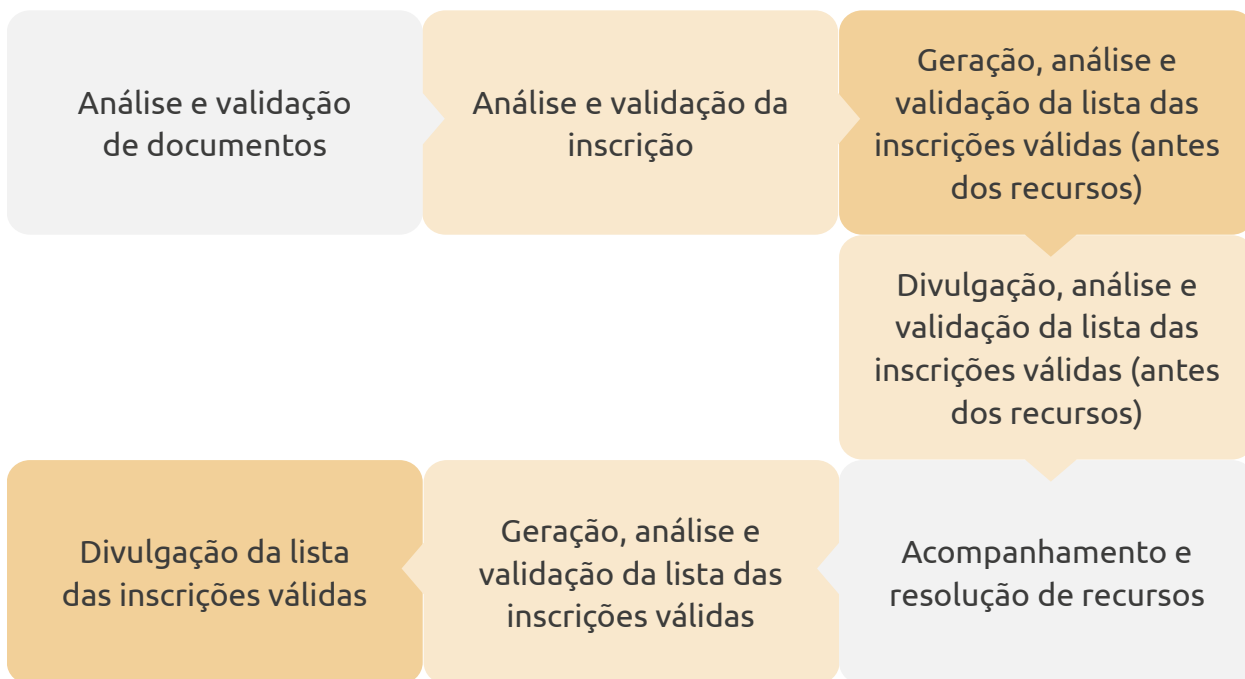 Análise e validação
de documentos
Análise e validação da
inscrição
Geração, análise e
validação da lista das
inscrições válidas (antes
dos recursos)
Divulgação, análise e
validação da lista das
inscrições válidas (antes
dos recursos)
Acompanhamento e
resolução de recursos
Geração, análise e
validação da lista das
inscrições válidas
Divulgação da lista
das inscrições válidas